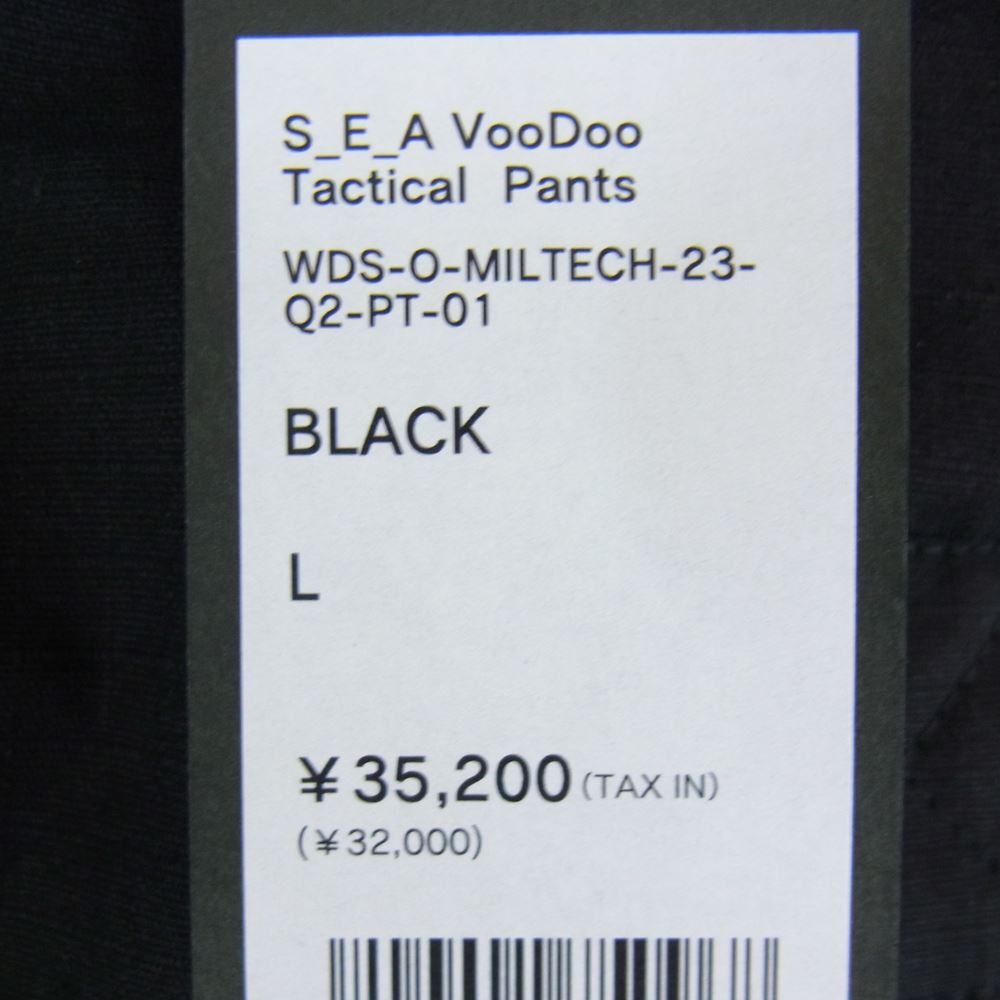 S_E_A VooDoo
Tactical Pants
WDS-O-MILTECH-23-
Q2-PT-01
BLACK
L
¥35,200 (TAX IN)
(¥32,000)